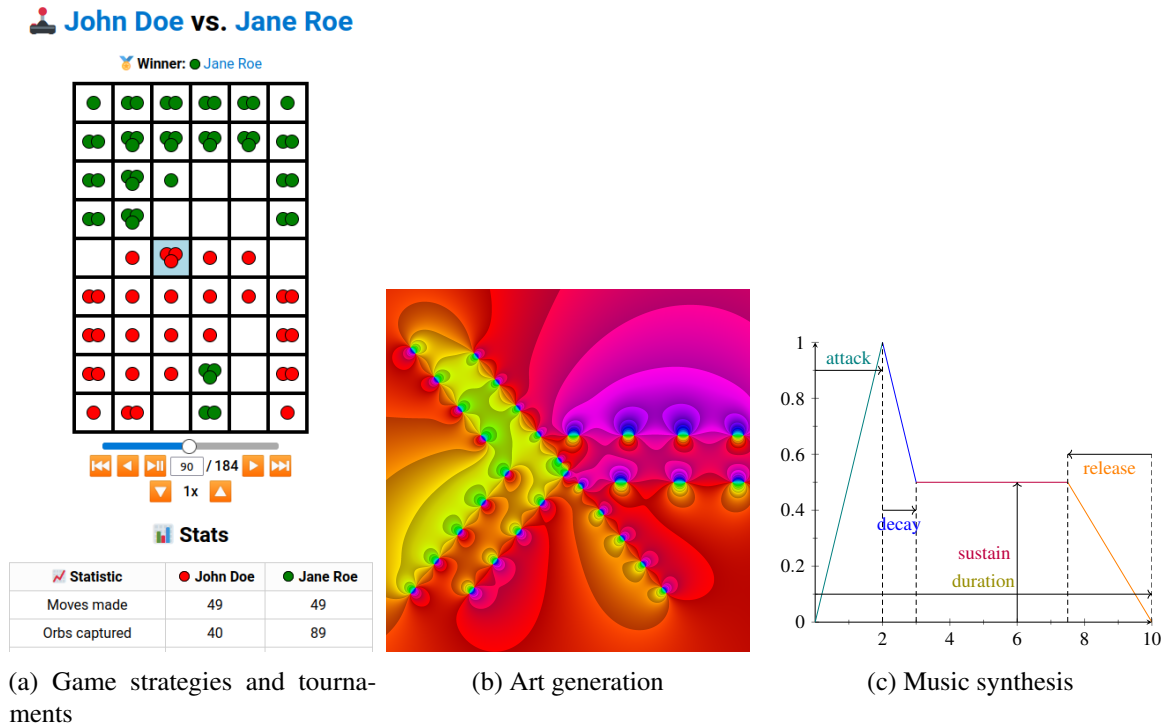 John Doe vs. Jane Roe
Winner: Jane Roe
90 / 184
1x
Stats
Statistic John Doe Jane Roe
Moves made 49 49
Orbs captured 40 89
(a) Game strategies and tourna-
ments
(b) Art generation
1
0.8
0.6
0.4
0.2
0
2 4 6 8 10
attack
decay
sustain
duration
release
(c) Music synthesis